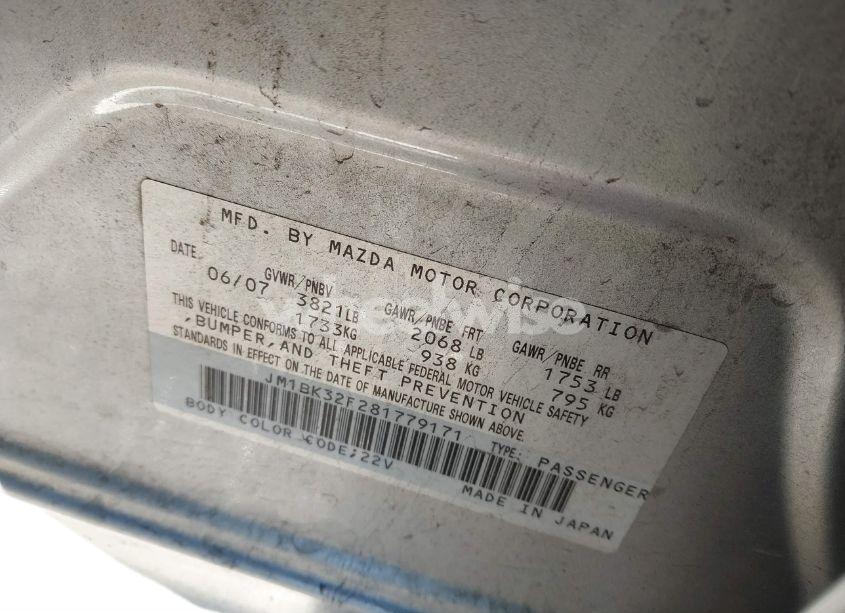 MFD. BY MAZDA MOTOR CORPORATION
DATE GVWR/PNBV GAWR/PNBE FRT GAWR/PNBE RR
06/07 3821LB 2068 LB 1753 LB
1733KG 938 KG 795 KG
THIS VEHICLE CONFORMS TO ALL APPLICABLE FEDERAL MOTOR VEHICLE SAFETY
,BUMPER,AND THEFT PREVENTION
STANDARDS IN EFFECT ON THE DATE OF MANUFACTURE SHOWN ABOVE.
JM1BK32F281779171 TYPE: PASSENGER
BODY COLOR CODE:22V
MADE IN JAPAN
wheelwise